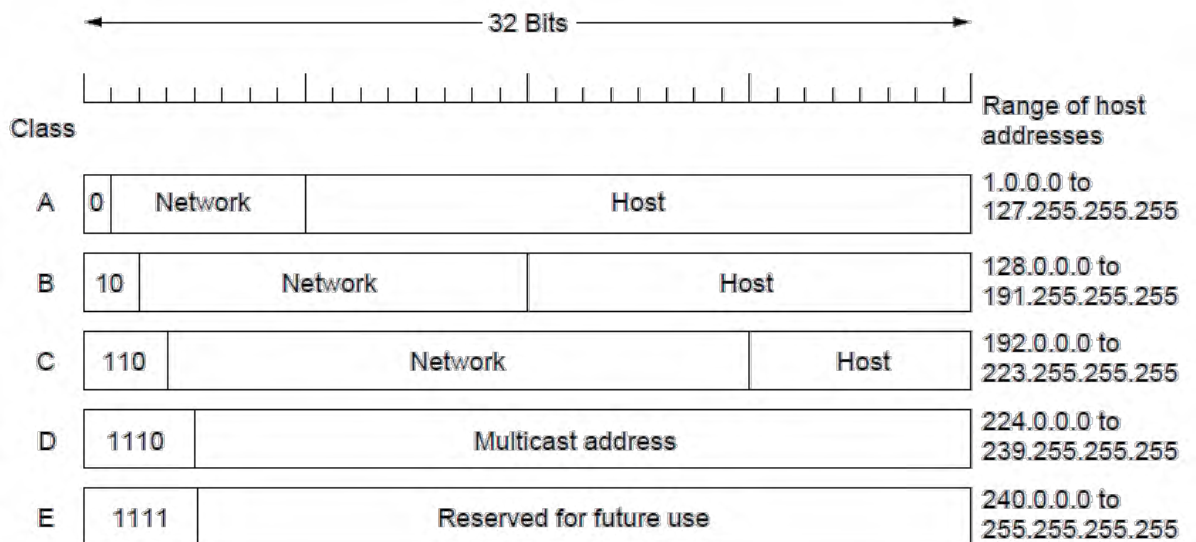 32 Bits
Class
Range of host
addresses
A
0
Network
Host
1.0.0.0 to
127.255.255.255
B
10
Network
Host
128.0.0.0 to
191.255.255.255
C
110
Network
Host
192.0.0.0 to
223.255.255.255
D
1110
Multicast address
224.0.0.0 to
239.255.255.255
E
1111
Reserved for future use
240.0.0.0 to
255.255.255.255